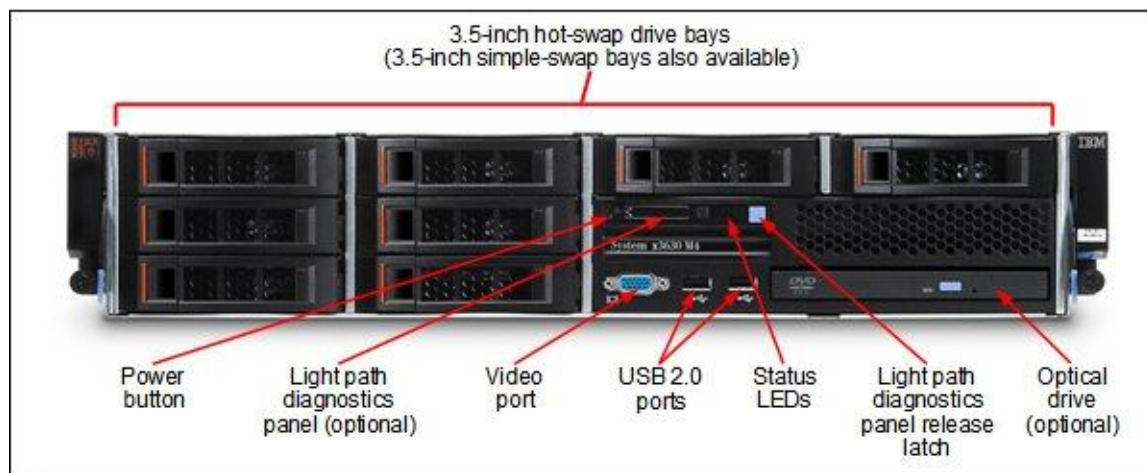 3.5-inch hot-swap drive bays
(3.5-inch simple-swap bays also available)
IBM
System x3630 M4
DVD
Power
button
Light path
diagnostics
panel (optional)
Video
port
USB 2.0
ports
Status
LEDs
Light path
diagnostics
panel release
latch
Optical
drive
(optional)